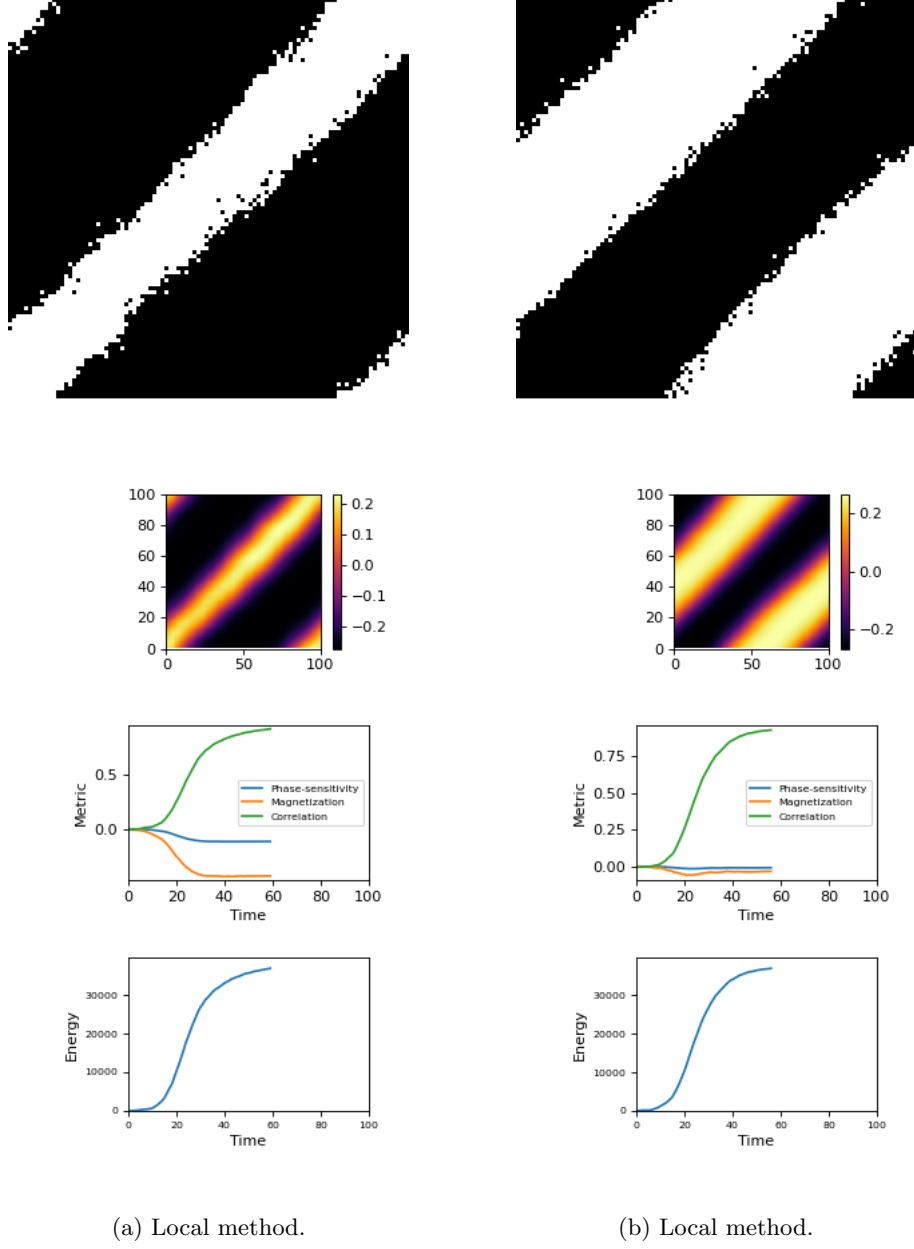 100
80
60
40
20
0
0 50 100
0.2
0.1
0.0
−0.1
−0.2
100
80
60
40
20
0
0 50 100
0.2
0.0
−0.2
Metric
0.5
0.0
Phase-sensitivity
Magnetization
Correlation
0 20 40 60 80 100
Time
Metric
0.75
0.50
0.25
0.00
Phase-sensitivity
Magnetization
Correlation
0 20 40 60 80 100
Time
Energy
30000
20000
10000
0
0 20 40 60 80 100
Time
Energy
30000
20000
10000
0
0 20 40 60 80 100
Time
(a) Local method.
(b) Local method.